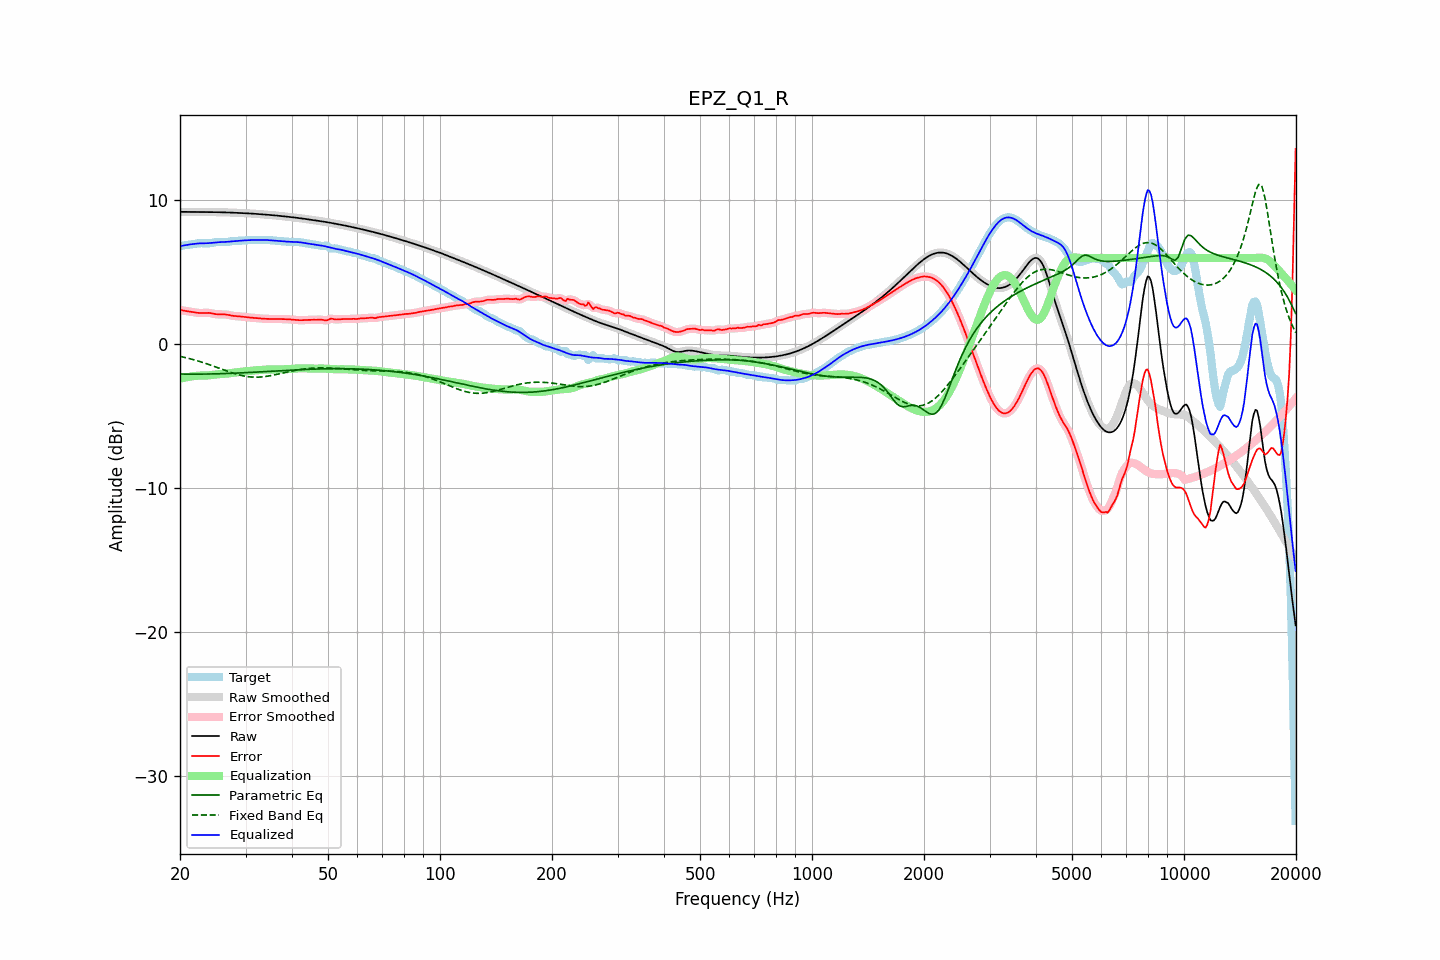 EPZ_Q1_R
Amplitude (dBr)
10
0
−10
−20
−30
Target
Raw Smoothed
Error Smoothed
Raw
Error
Equalization
Parametric Eq
Fixed Band Eq
Equalized
20 50 100 200 500 1000 2000 5000 10000 20000
Frequency (Hz)